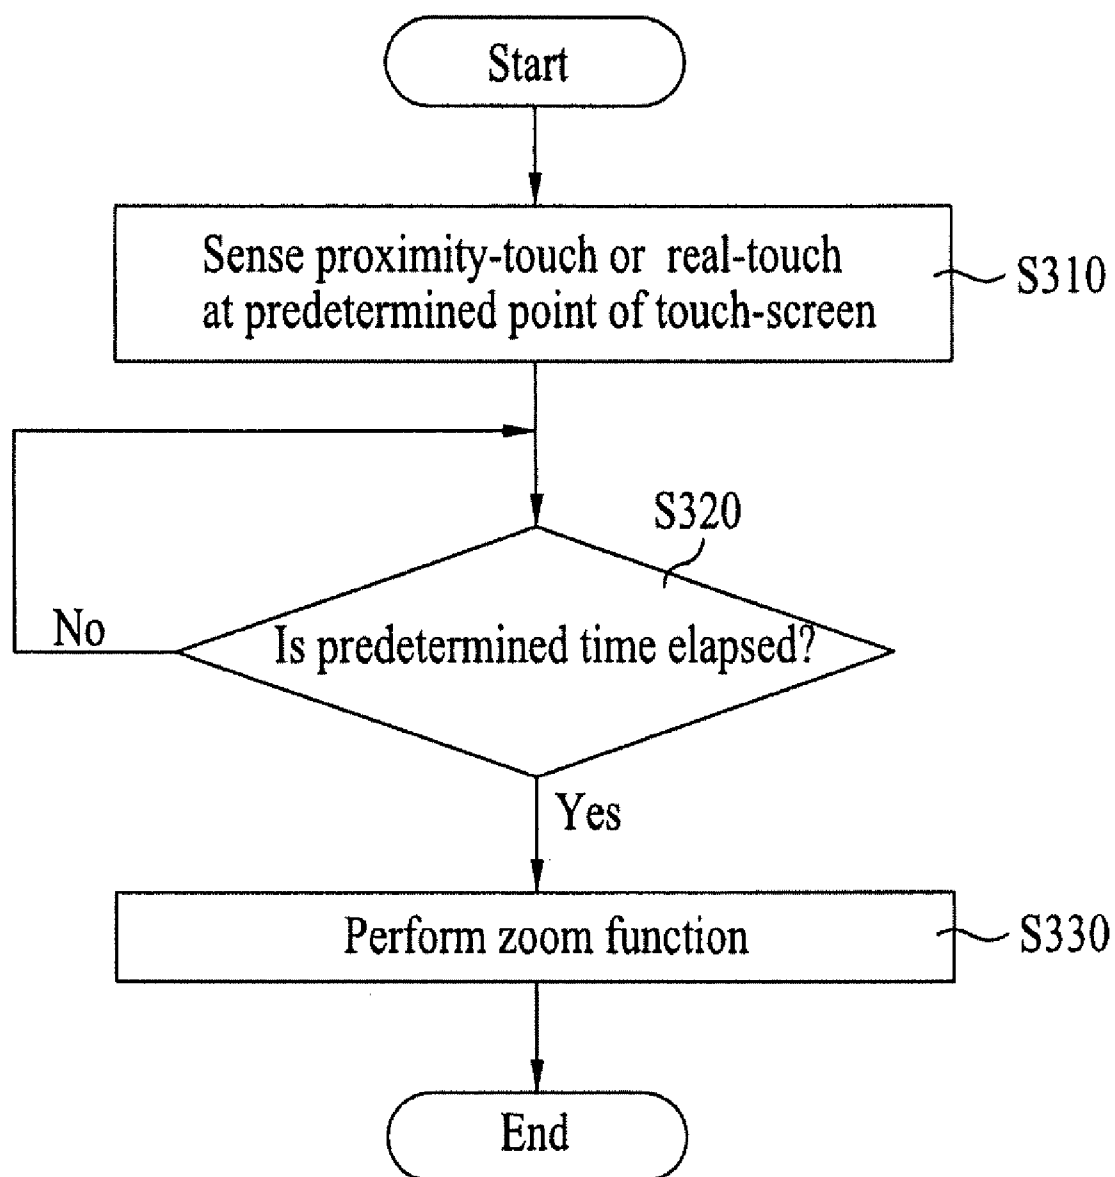 Start
Sense proximity-touch or real-touch
at predetermined point of touch-screen
S310
S320
No
Is predetermined time elapsed?
Yes
Perform zoom function
S330
End